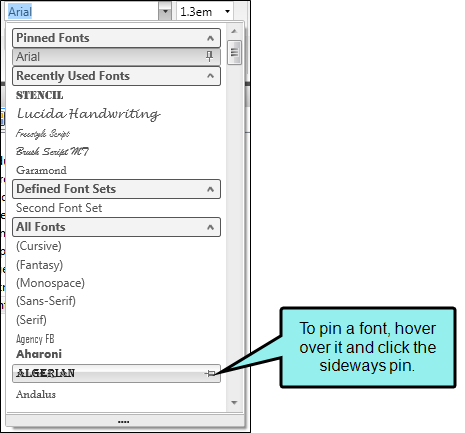 Arial 1.3em
Pinned Fonts
Arial
Recently Used Fonts
STENCIL
Lucida Handwriting
Freestyle Script
Brush Script MT
Garamond
Defined Font Sets
Second Font Set
All Fonts
(Cursive)
(Fantasy)
(Monospace)
(Sans-Serif)
(Serif)
Agency FB
Aharoni
ALGERIAN
Andalus
To pin a font, hover
over it and click the
sideways pin.